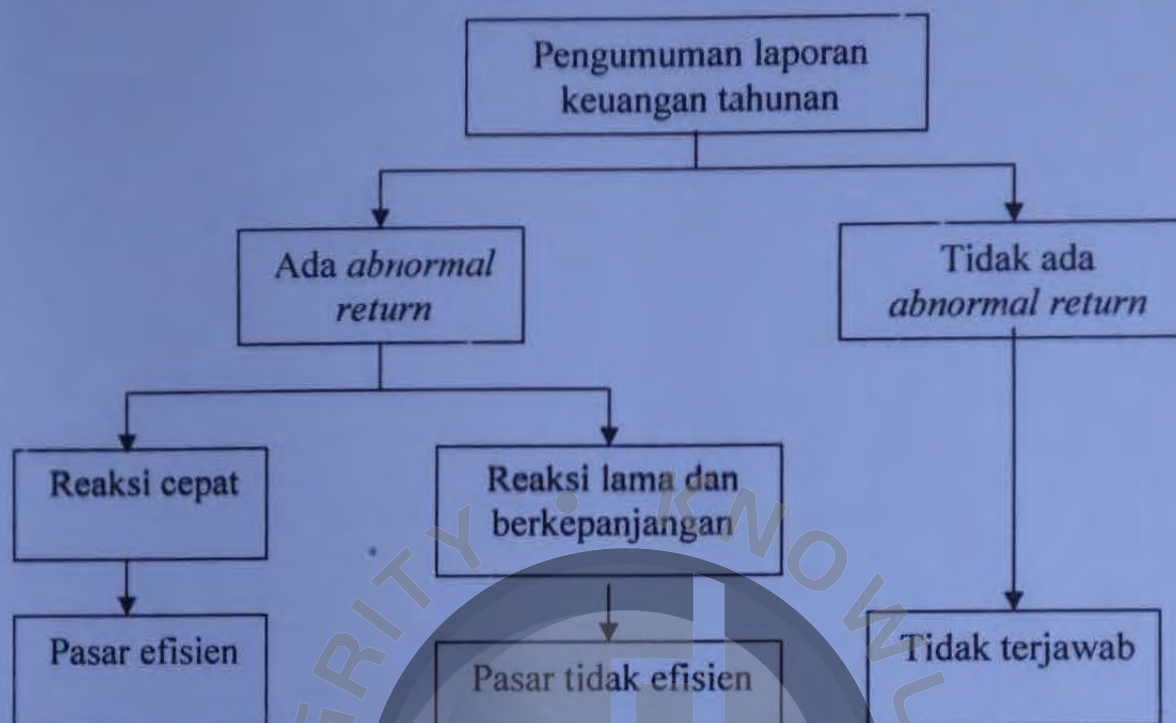 Pengumuman laporan
keuangan tahunan
Ada abnormal
return
Tidak ada
abnormal return
Reaksi cepat
Reaksi lama dan
berkepanjangan
Pasar efisien
Pasar tidak efisien
Tidak terjawab